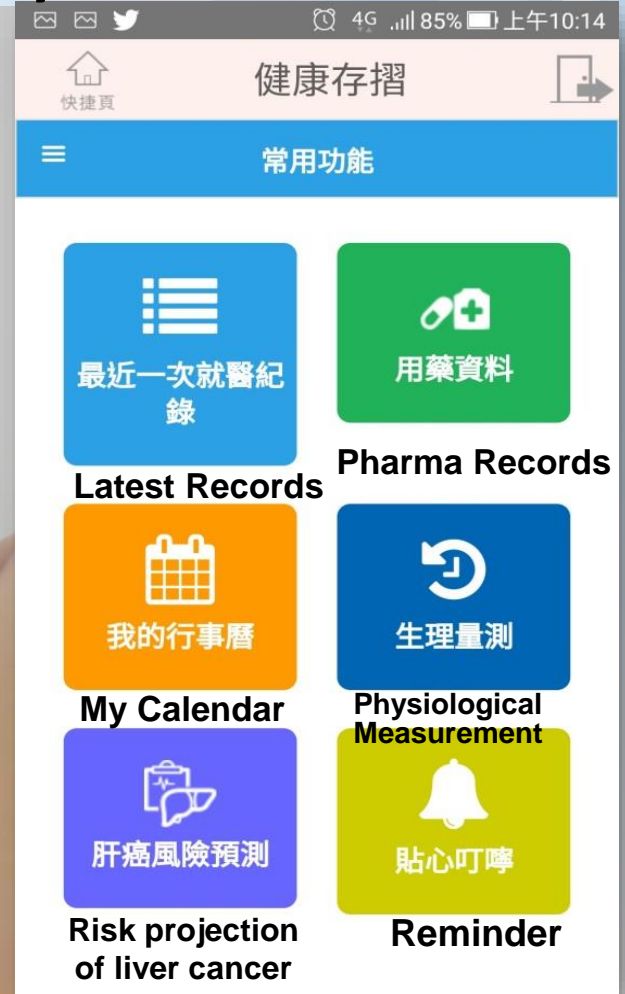 4G 85% 上午10:14
快捷頁
健康存摺
常用功能
最近一次就醫紀
錄
用藥資料
Latest Records
Pharma Records
我的行事曆
生理量測
My Calendar
Physiological
Measurement
肝癌風險預測
貼心叮嚀
Risk projection
of liver cancer
Reminder